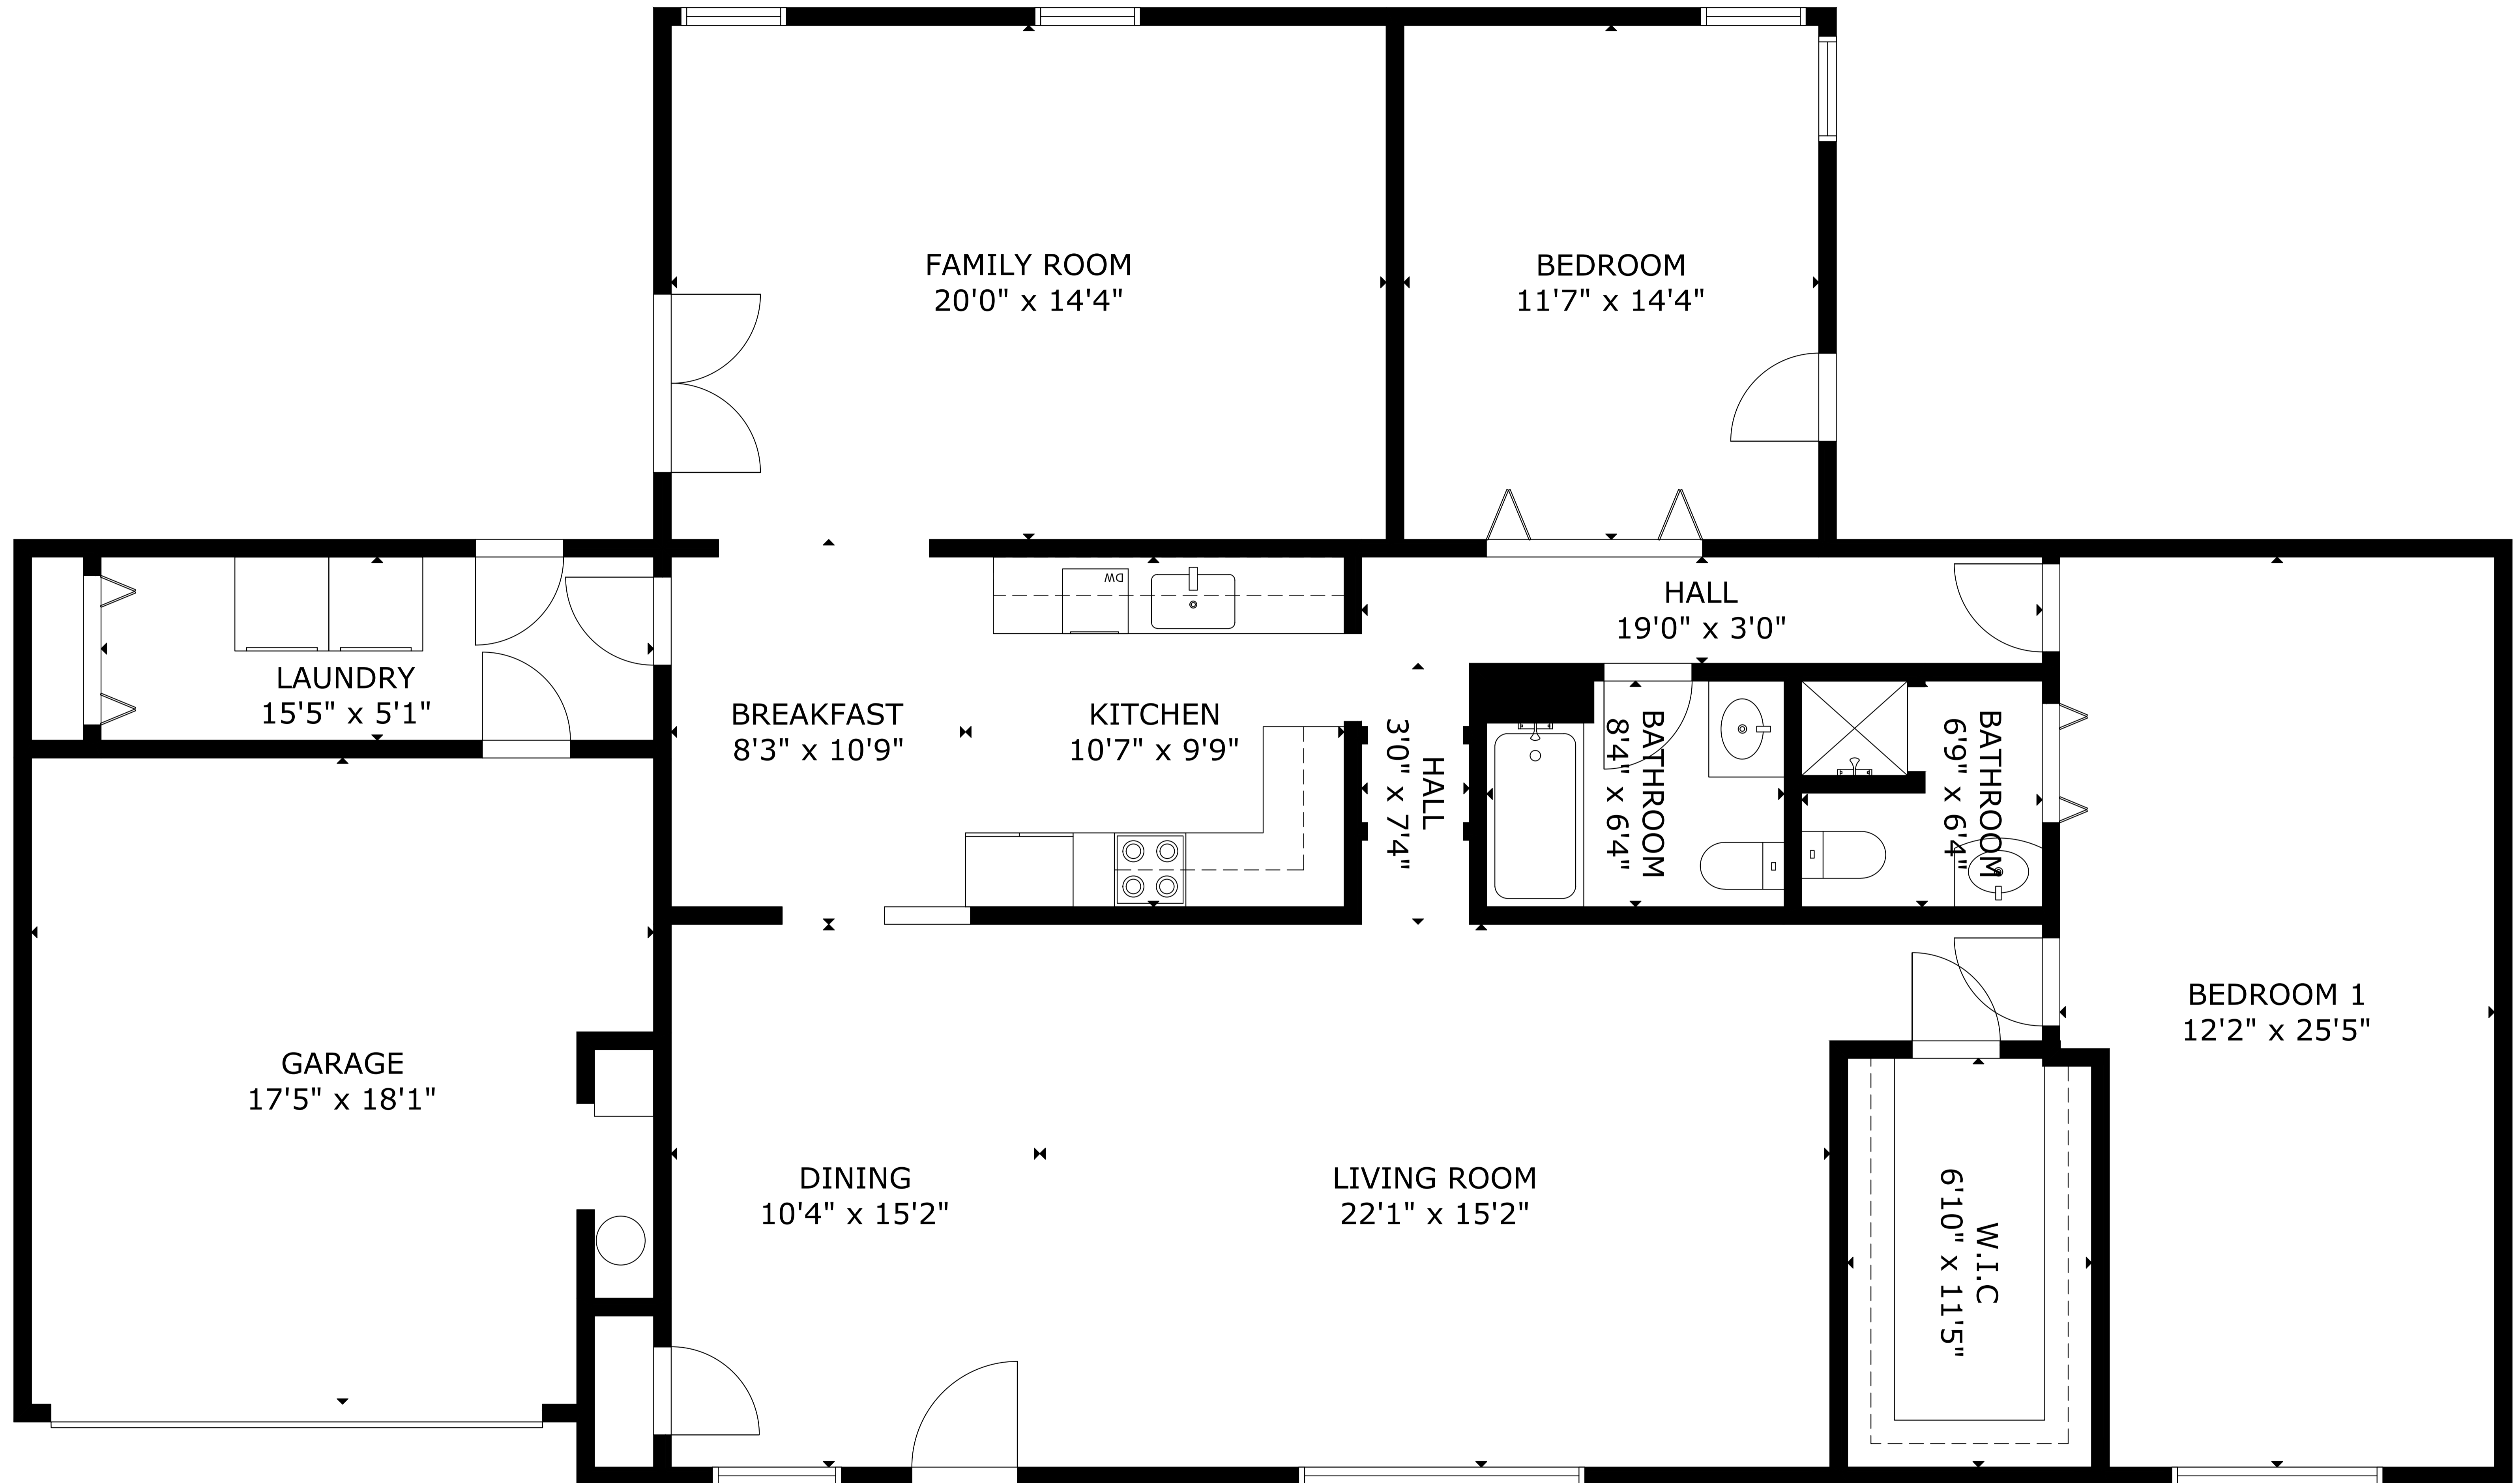 FAMILY ROOM
20'0" x 14'4"
BEDROOM
11'7" x 14'4"
DW
HALL
19'0" x 3'0"
LAUNDRY
15'5" x 5'1"
BREAKFAST
8'3" x 10'9"
KITCHEN
10'7" x 9'9"
HALL
3'0" x 7'4"
BATHROOM
8'4" x 6'4"
BATHROOM
6'9" x 6'4"
BEDROOM 1
12'2" x 25'5"
GARAGE
17'5" x 18'1"
DINING
10'4" x 15'2"
LIVING ROOM
22'1" x 15'2"
W.I.C
6'10" x 11'5"